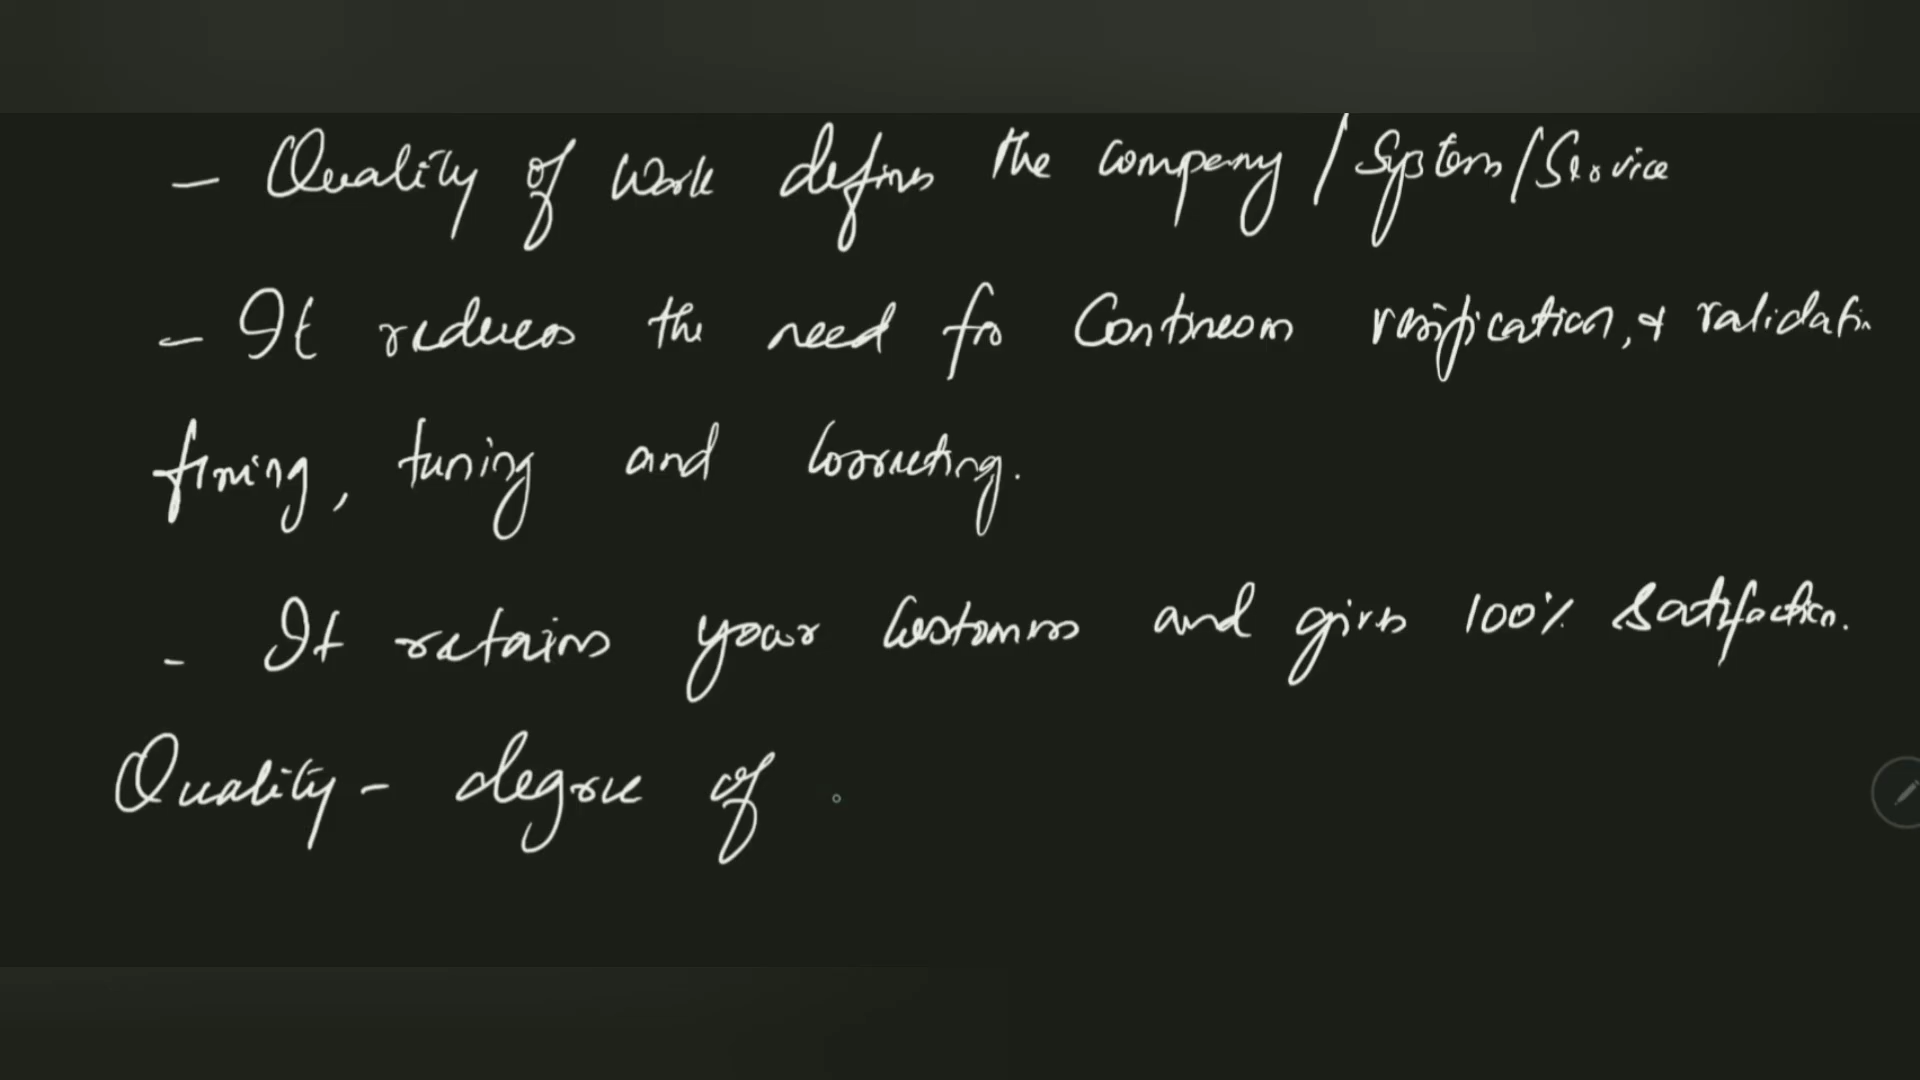 - Quality of work defines the company / System / Service
- It reduces the need for Continuous verification, & validation
timing, tuning and correcting.
- It retains your customers and gives 100% satisfaction.
Quality - degree of